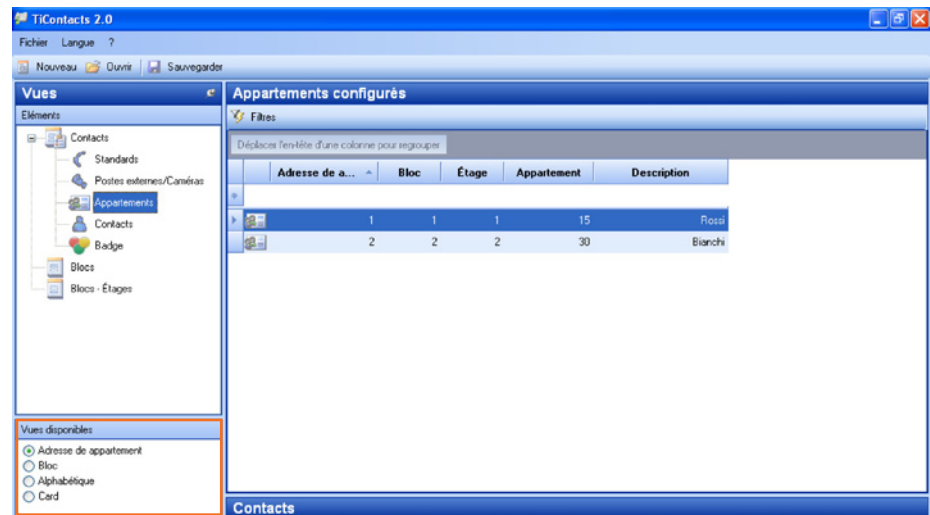 TiContacts 2.0
Fichier Langue ?
Nouveau Ouvrir Sauvegarder
Vues
Eléments
Contacts
Standards
Postes externes/Caméras
Appartements
Contacts
Badge
Blocs
Blocs - Étages
Vues disponibles
Adresse de appartement
Bloc
Alphabétique
Card
Appartements configurés
Filtres
Déplacer l'en-tête d'une colonne pour regrouper
Adresse de a... Bloc Étage Appartement Description
1 1 1 15 Rossi
2 2 2 30 Bianchi
Contacts